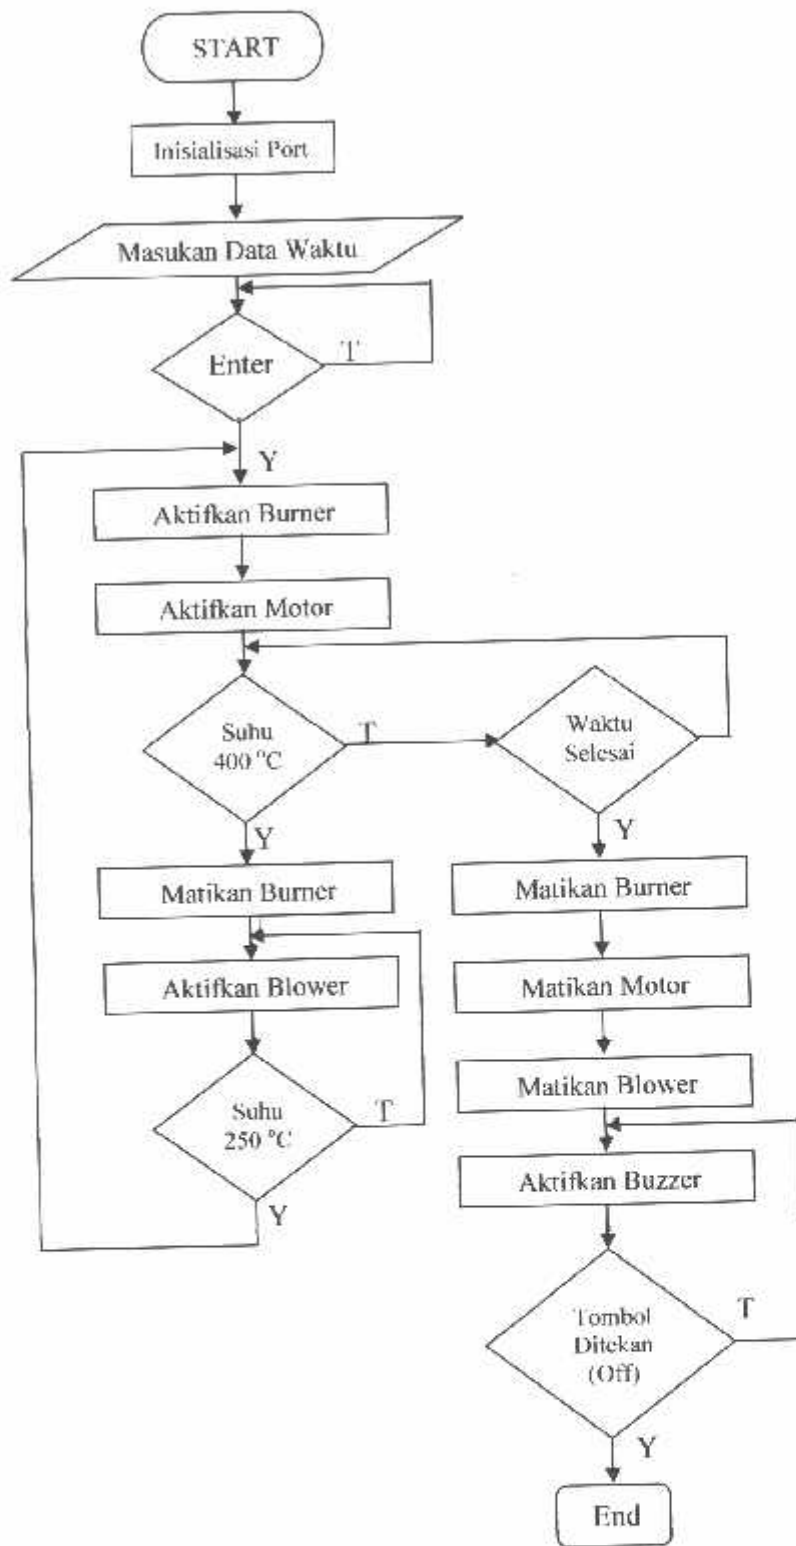 START
Inisialisasi Port
Masukan Data Waktu
Enter
T
Y
Aktifkan Burner
Aktifkan Motor
Suhu
400 °C
T
Waktu
Selesai
Y
Y
Matikan Burner
Matikan Burner
Aktifkan Blower
Matikan Motor
Suhu
250 °C
T
Matikan Blower
Y
Aktifkan Buzzer
Tombol
Ditekan
(Off)
T
Y
End